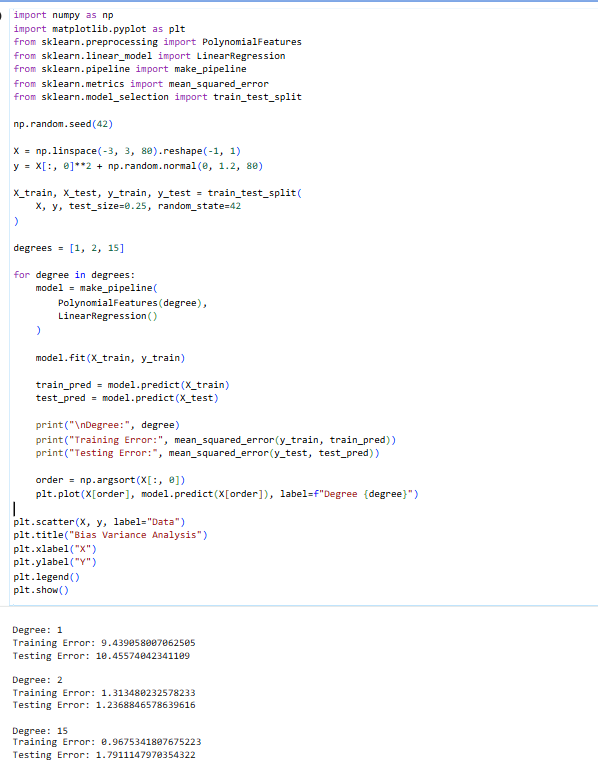 import numpy as np
import matplotlib.pyplot as plt
from sklearn.preprocessing import PolynomialFeatures
from sklearn.linear_model import LinearRegression
from sklearn.pipeline import make_pipeline
from sklearn.metrics import mean_squared_error
from sklearn.model_selection import train_test_split

np.random.seed(42)

X = np.linspace(-3, 3, 80).reshape(-1, 1)
y = X[:, 0]**2 + np.random.normal(0, 1.2, 80)

X_train, X_test, y_train, y_test = train_test_split(
    X, y, test_size=0.25, random_state=42
)

degrees = [1, 2, 15]

for degree in degrees:
    model = make_pipeline(
        PolynomialFeatures(degree),
        LinearRegression()
    )

    model.fit(X_train, y_train)

    train_pred = model.predict(X_train)
    test_pred = model.predict(X_test)

    print("\nDegree:", degree)
    print("Training Error:", mean_squared_error(y_train, train_pred))
    print("Testing Error:", mean_squared_error(y_test, test_pred))

    order = np.argsort(X[:, 0])
    plt.plot(X[order], model.predict(X[order]), label=f"Degree {degree}")

plt.scatter(X, y, label="Data")
plt.title("Bias Variance Analysis")
plt.xlabel("X")
plt.ylabel("Y")
plt.legend()
plt.show()

Degree: 1
Training Error: 9.439058007062505
Testing Error: 10.45574042341109

Degree: 2
Training Error: 1.313480232578233
Testing Error: 1.2368846578639616

Degree: 15
Training Error: 0.9675341807675223
Testing Error: 1.7911147970354322